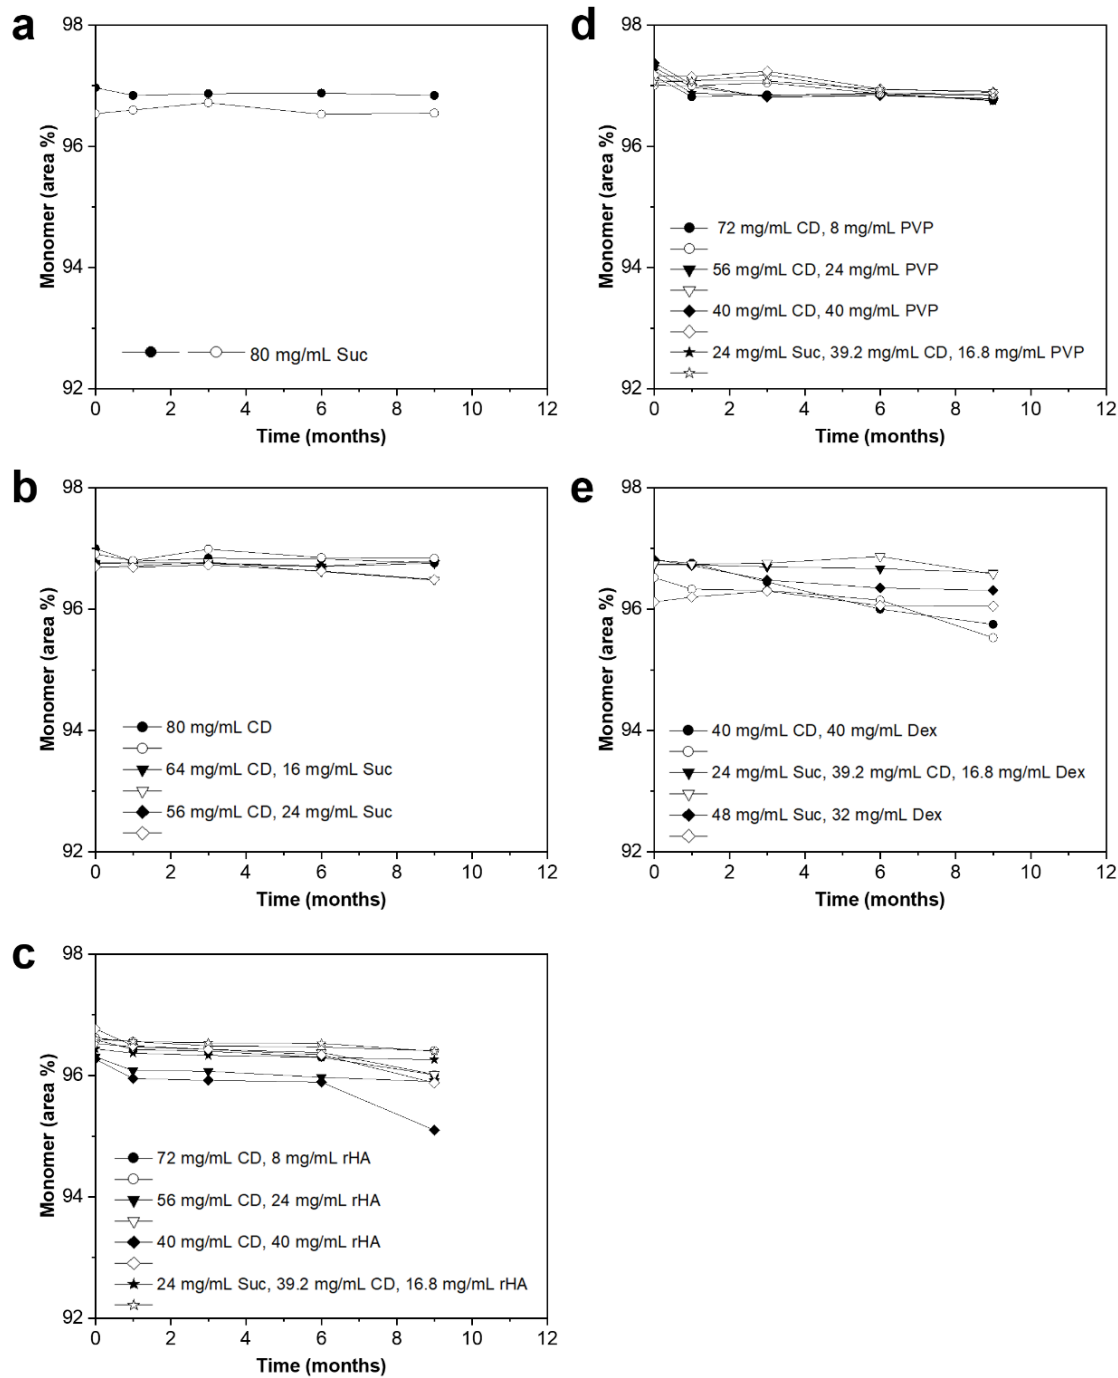 a
98
96
94
92
Monomer (area %)
80 mg/mL Suc
0 2 4 6 8 10 12
Time (months)
b
98
96
94
92
Monomer (area %)
80 mg/mL CD
64 mg/mL CD, 16 mg/mL Suc
56 mg/mL CD, 24 mg/mL Suc
0 2 4 6 8 10 12
Time (months)
c
98
96
94
92
Monomer (area %)
72 mg/mL CD, 8 mg/mL rHA
56 mg/mL CD, 24 mg/mL rHA
40 mg/mL CD, 40 mg/mL rHA
24 mg/mL Suc, 39.2 mg/mL CD, 16.8 mg/mL rHA
0 2 4 6 8 10 12
Time (months)
d
98
96
94
92
Monomer (area %)
72 mg/mL CD, 8 mg/mL PVP
56 mg/mL CD, 24 mg/mL PVP
40 mg/mL CD, 40 mg/mL PVP
24 mg/mL Suc, 39.2 mg/mL CD, 16.8 mg/mL PVP
0 2 4 6 8 10 12
Time (months)
e
98
96
94
92
Monomer (area %)
40 mg/mL CD, 40 mg/mL Dex
24 mg/mL Suc, 39.2 mg/mL CD, 16.8 mg/mL Dex
48 mg/mL Suc, 32 mg/mL Dex
0 2 4 6 8 10 12
Time (months)